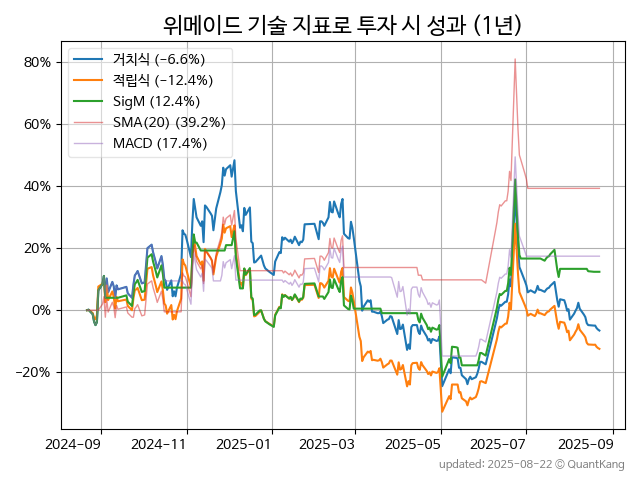 위메이드 기술 지표로 투자 시 성과 (1년)
거치식 (-6.6%)
적립식 (-12.4%)
SigM (12.4%)
SMA(20) (39.2%)
MACD (17.4%)
80%
60%
40%
20%
0%
-20%
2024-09 2024-11 2025-01 2025-03 2025-05 2025-07 2025-09
updated: 2025-08-22 © QuantKang